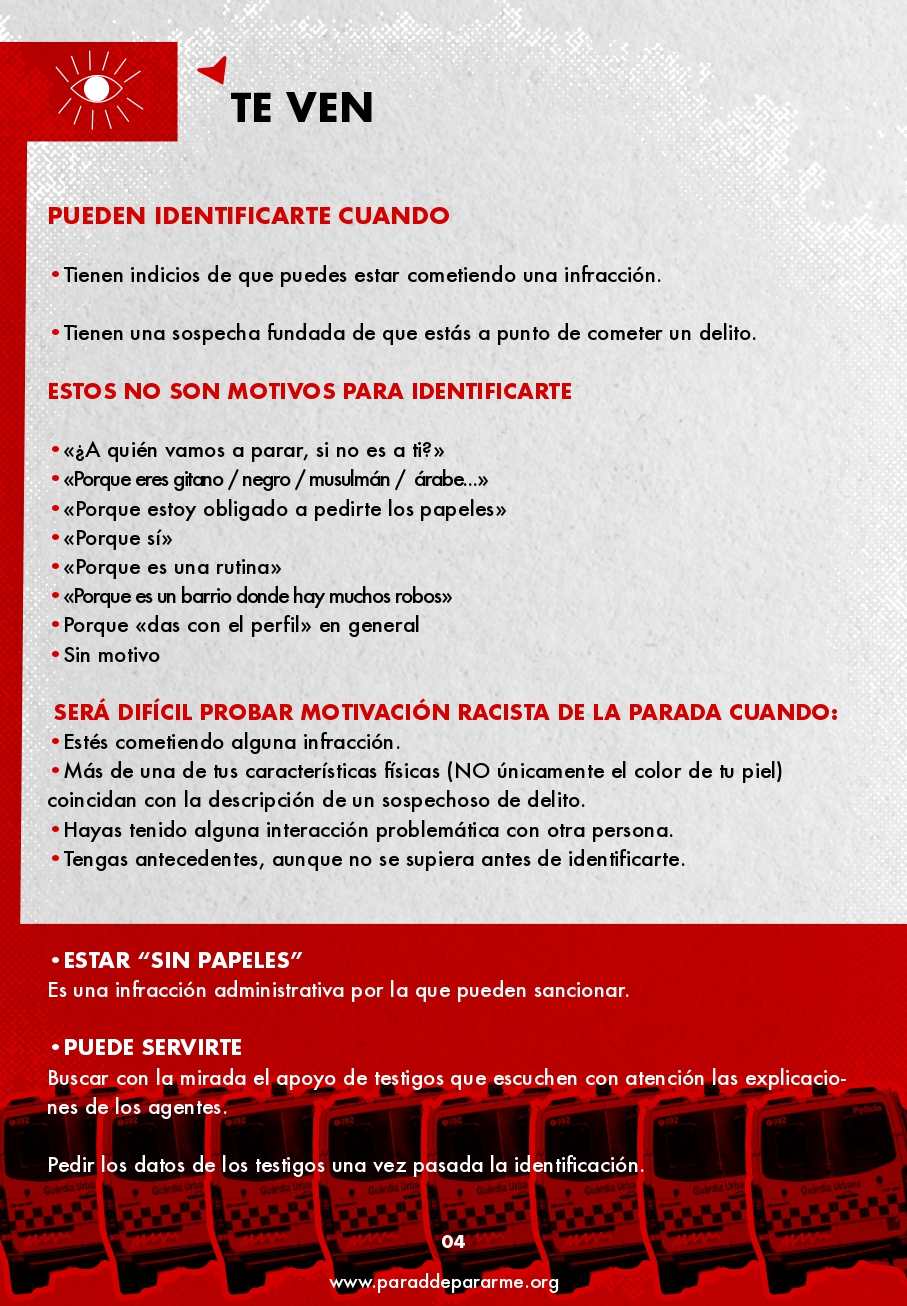 TE VEN
PUEDEN IDENTIFICARTE CUANDO
•Tienen indicios de que puedes estar cometiendo una infracción.
•Tienen una sospecha fundada de que estás a punto de cometer un delito.
ESTOS NO SON MOTIVOS PARA IDENTIFICARTE
•«¿A quién vamos a parar, si no es a ti?»
•«Porque eres gitano / negro / musulmán / árabe...»
•«Porque estoy obligado a pedirte los papeles»
•«Porque sí»
•«Porque es una rutina»
•«Porque es un barrio donde hay muchos robos»
•Porque «das con el perfil» en general
•Sin motivo
SERÁ DIFÍCIL PROBAR MOTIVACIÓN RACISTA DE LA PARADA CUANDO:
•Estés cometiendo alguna infracción.
•Más de una de tus características físicas (NO únicamente el color de tu piel)
coincidan con la descripción de un sospechoso de delito.
•Hayas tenido alguna interacción problemática con otra persona.
•Tengas antecedentes, aunque no se supiera antes de identificarte.
•ESTAR “SIN PAPELES”
Es una infracción administrativa por la que pueden sancionar.
•PUEDE SERVIRTE
Buscar con la mirada el apoyo de testigos que escuchen con atención las explicacio-
nes de los agentes.
Pedir los datos de los testigos una vez pasada la identificación.
Policia
Guàrdia Urbana
04
www.paraddepararme.org